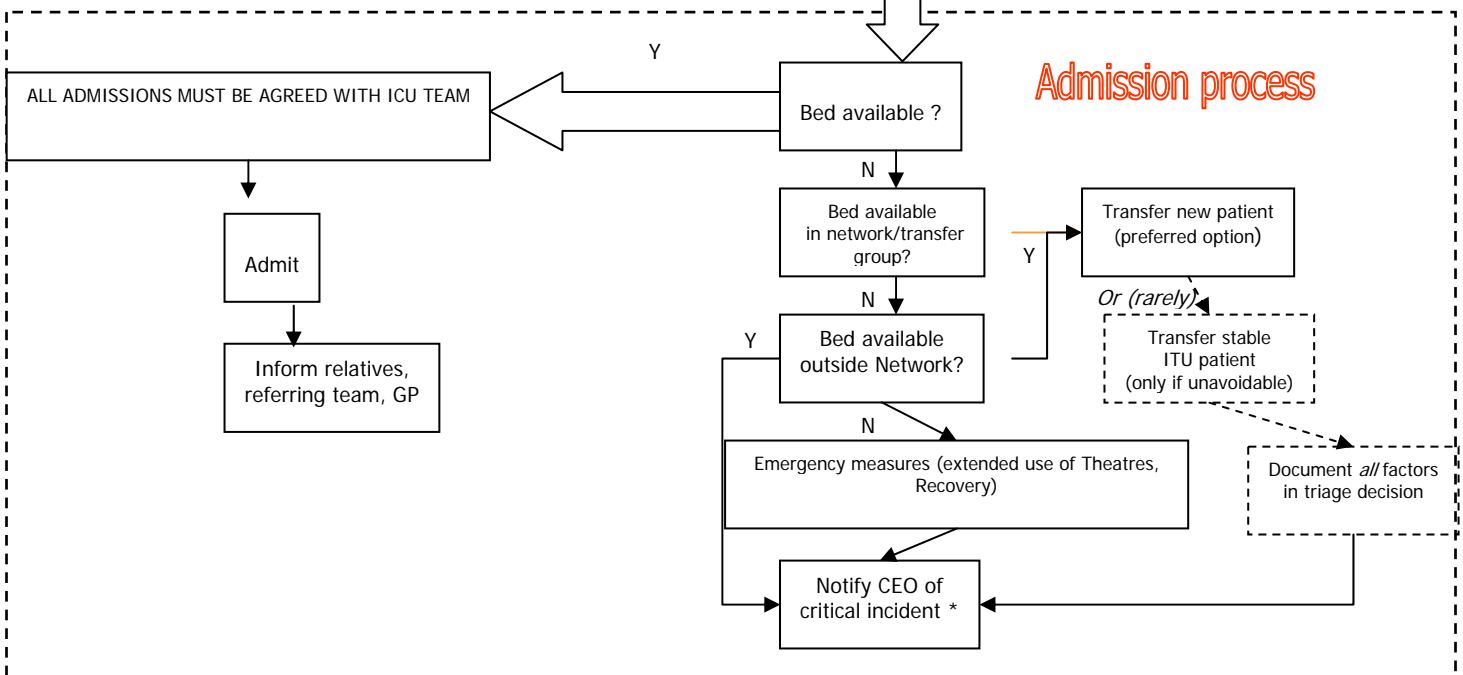 Admission process
Y
ALL ADMISSIONS MUST BE AGREED WITH ICU TEAM
Bed available ?
N
Admit
Inform relatives,
referring team, GP
Bed available
in network/transfer
group?
Y
Transfer new patient
(preferred option)
N
Or (rarely)
Y
Bed available
outside Network?
Transfer stable
ITU patient
(only if unavoidable)
N
Emergency measures (extended use of Theatres,
Recovery)
Document all factors
in triage decision
Notify CEO of
critical incident *